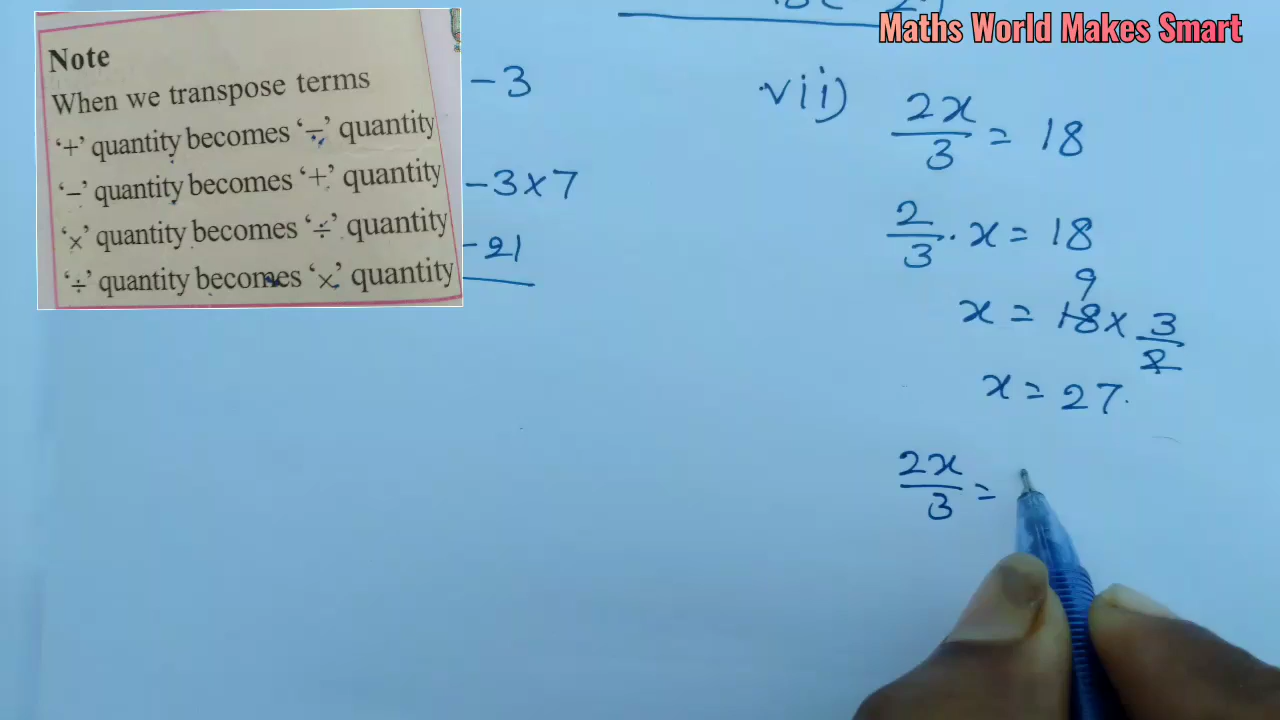 Maths World Makes Smart
Note
When we transpose terms
'+' quantity becomes '−' quantity
'−' quantity becomes '+' quantity
'×' quantity becomes '÷' quantity
'÷' quantity becomes '×' quantity
−3
−3×7
−21
vii) 2x/3 = 18
2/3 · x = 18
9
x = 18 × 3/2
x = 27.
2x/3 =